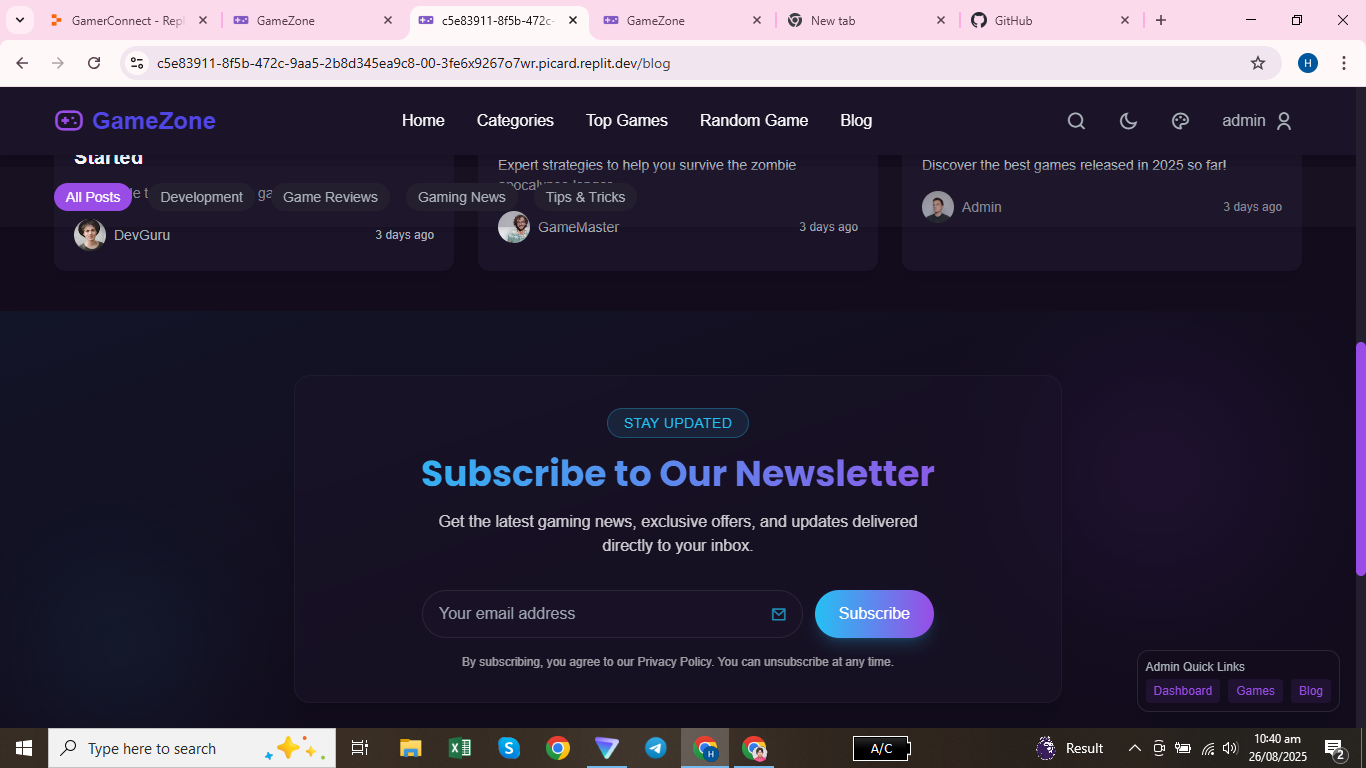 GamerConnect - Repl
GameZone
c5e83911-8f5b-472c-
GameZone
New tab
GitHub
c5e83911-8f5b-472c-9aa5-2b8d345ea9c8-00-3fe6x9267o7wr.picard.replit.dev/blog
H
GameZone
Home
Categories
Top Games
Random Game
Blog
admin
Started
Expert strategies to help you survive the zombie
apocalypse longer
Discover the best games released in 2025 so far!
All Posts
Development
Game Reviews
Gaming News
Tips & Tricks
DevGuru
3 days ago
GameMaster
3 days ago
Admin
3 days ago
STAY UPDATED
Subscribe to Our Newsletter
Get the latest gaming news, exclusive offers, and updates delivered
directly to your inbox.
Your email address
Subscribe
By subscribing, you agree to our Privacy Policy. You can unsubscribe at any time.
Admin Quick Links
Dashboard
Games
Blog
Type here to search
A/C
Result
10:40 am
26/08/2025
2